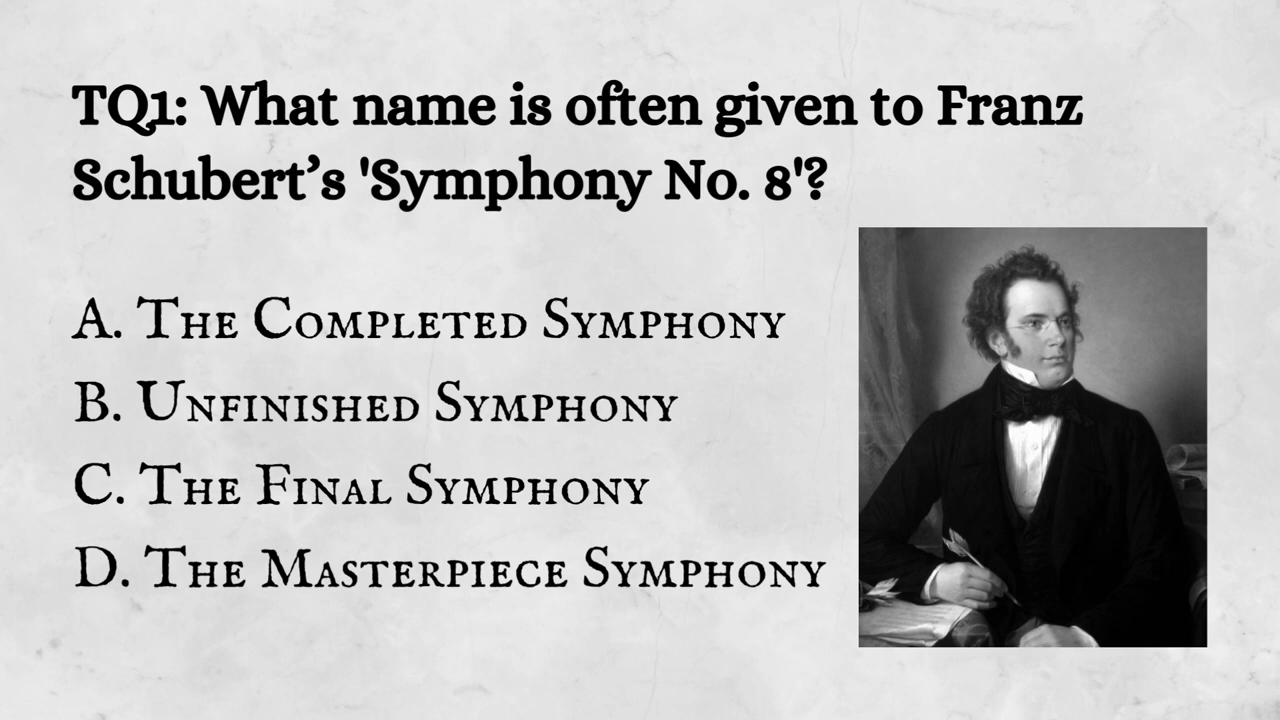 TQ1: What name is often given to Franz
Schubert’s 'Symphony No. 8'?
A. The Completed Symphony
B. Unfinished Symphony
C. The Final Symphony
D. The Masterpiece Symphony